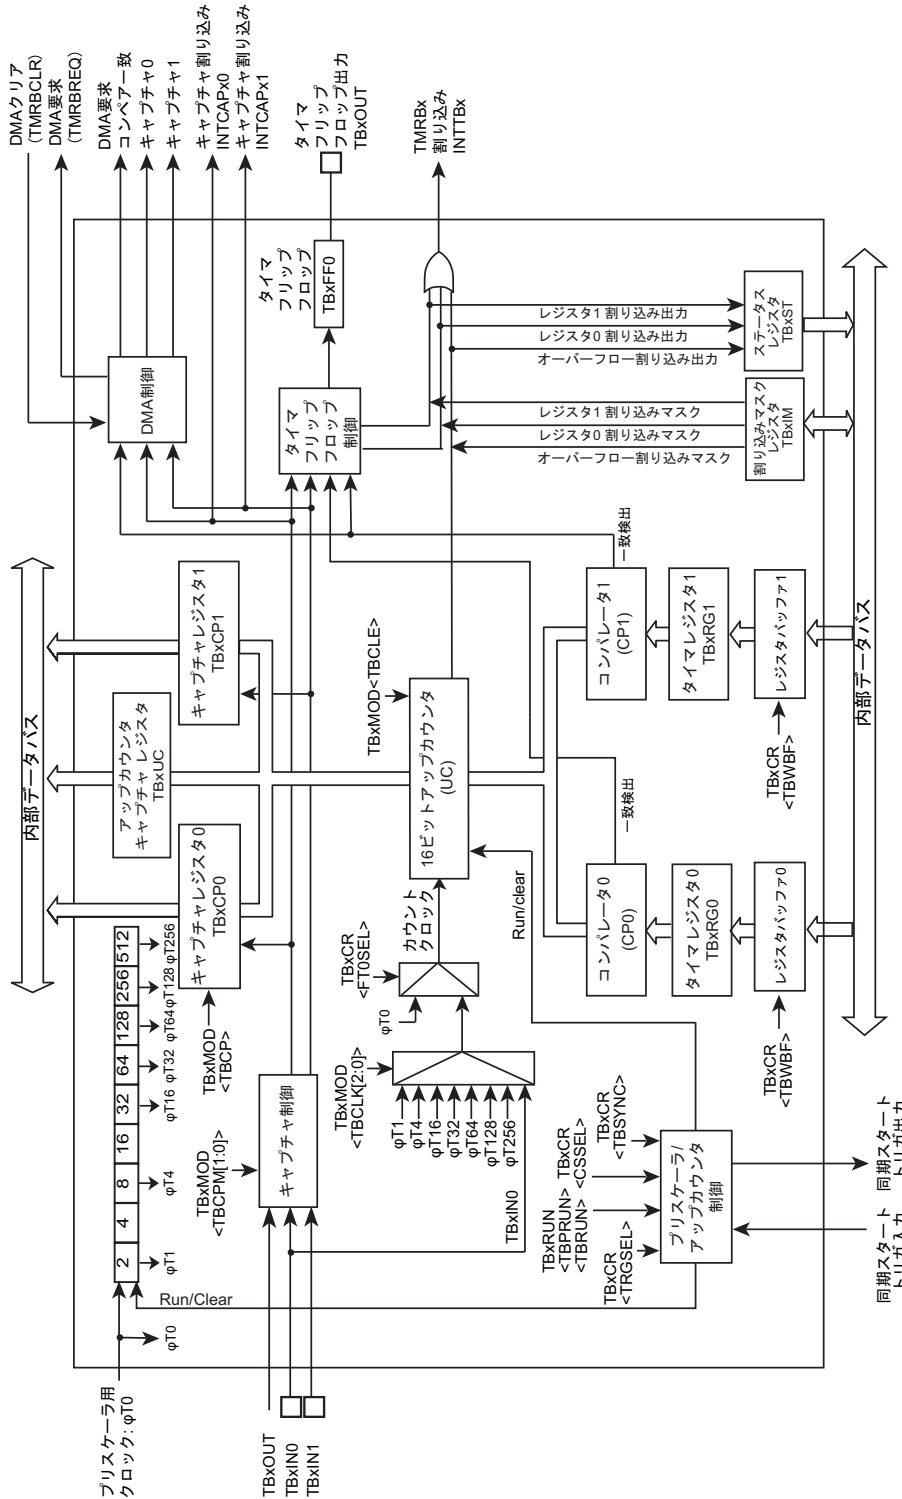 プリスケーラ用
クロック: φT0
φT0
2
4
8
16
32
64
128
256
512
φT1
φT4
φT16
φT32
φT64
φT128
φT256
Run/Clear
内部データバス
TBxOUT
TBxIN0
TBxIN1
TBxMOD
<TBCPM[1:0]>
キャプチャ制御
TBxMOD
<TBCP>
キャプチャレジスタ0
TBxCP0
アップカウンタ
キャプチャ レジスタ
TBxUC
キャプチャレジスタ1
TBxCP1
DMA制御
DMAクリア
(TMRBCLR)
DMA要求
(TMRBREQ)
DMA要求
コンペア一致
キャプチャ0
キャプチャ1
キャプチャ割り込み
INTCAPx0
キャプチャ割り込み
INTCAPx1
タイマ
フリップ
フロップ
制御
タイマ
フリップ
フロップ
TBxFF0
タイマ
フリップ
フロップ出力
TBxOUT
TBxMOD
<TBCLK[2:0]>
φT1
φT4
φT16
φT32
φT64
φT128
φT256
TBxIN0
TBxCR
<FT0SEL>
φT0
カウント
クロック
16ビットアップカウンタ
(UC)
TBxMOD<TBCLE>
Run/clear
TMRBx
割り込み
INTTBx
レジスタ1 割り込み出力
レジスタ0 割り込み出力
オーバーフロー割り込み出力
レジスタ1 割り込みマスク
レジスタ0 割り込みマスク
オーバーフロー割り込みマスク
ステータス
レジスタ
TBxST
割り込みマスク
レジスタ
TBxIM
TBxCR
<TRGSEL>
TBxRUN
<TBPRUN>
<TBRUN>
TBxCR
<CSSEL>
TBxCR
<TBSYNC>
プリスケーラ/
アップカウンタ
制御
同期スタート
トリガ入力
同期スタート
トリガ出力
一致検出
コンパレータ0
(CP0)
タイマレジスタ0
TBxRG0
レジスタバッファ0
TBxCR
<TBWBF>
一致検出
コンパレータ1
(CP1)
タイマレジスタ1
TBxRG1
レジスタバッファ1
TBxCR
<TBWBF>
内部データバス